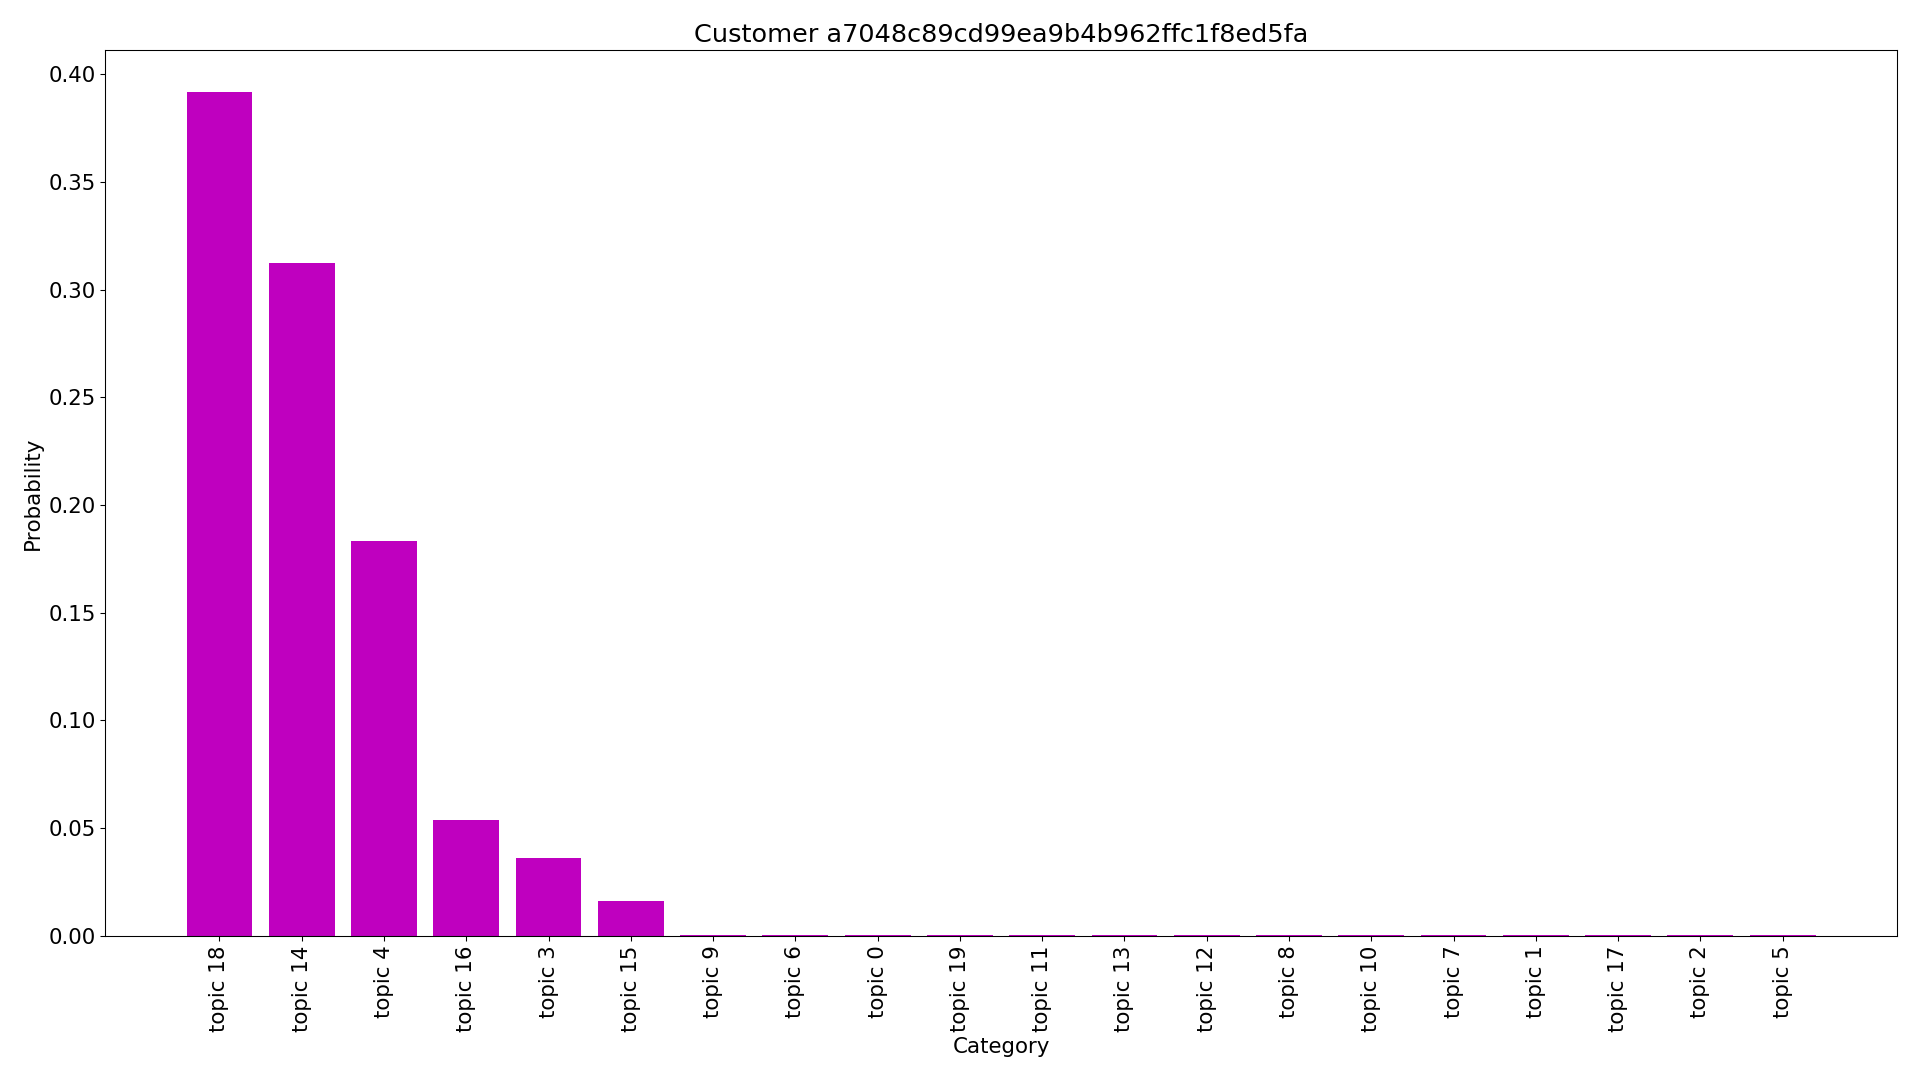 Customer a7048c89cd99ea9b4b962ffc1f8ed5fa
0.40
0.35
0.30
0.25
0.20
0.15
0.10
0.05
0.00
Probability
topic 18
topic 14
topic 4
topic 16
topic 3
topic 15
topic 9
topic 6
topic 0
topic 19
topic 11
topic 13
topic 12
topic 8
topic 10
topic 7
topic 1
topic 17
topic 2
topic 5
Category